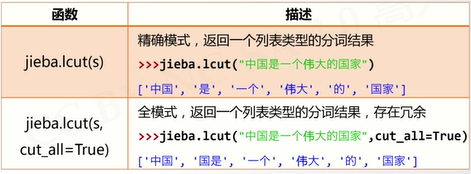 函数
描述
jieba.lcut(s)
精确模式，返回一个列表类型的分词结果
>>>jieba.lcut("中国是一个伟大的国家")
['中国', '是', '一个', '伟大', '的', '国家']
jieba.lcut(s,
cut_all=True)
全模式，返回一个列表类型的分词结果，存在冗余
>>>jieba.lcut("中国是一个伟大的国家",cut_all=True)
['中国', '国是', '一个', '伟大', '的', '国家']